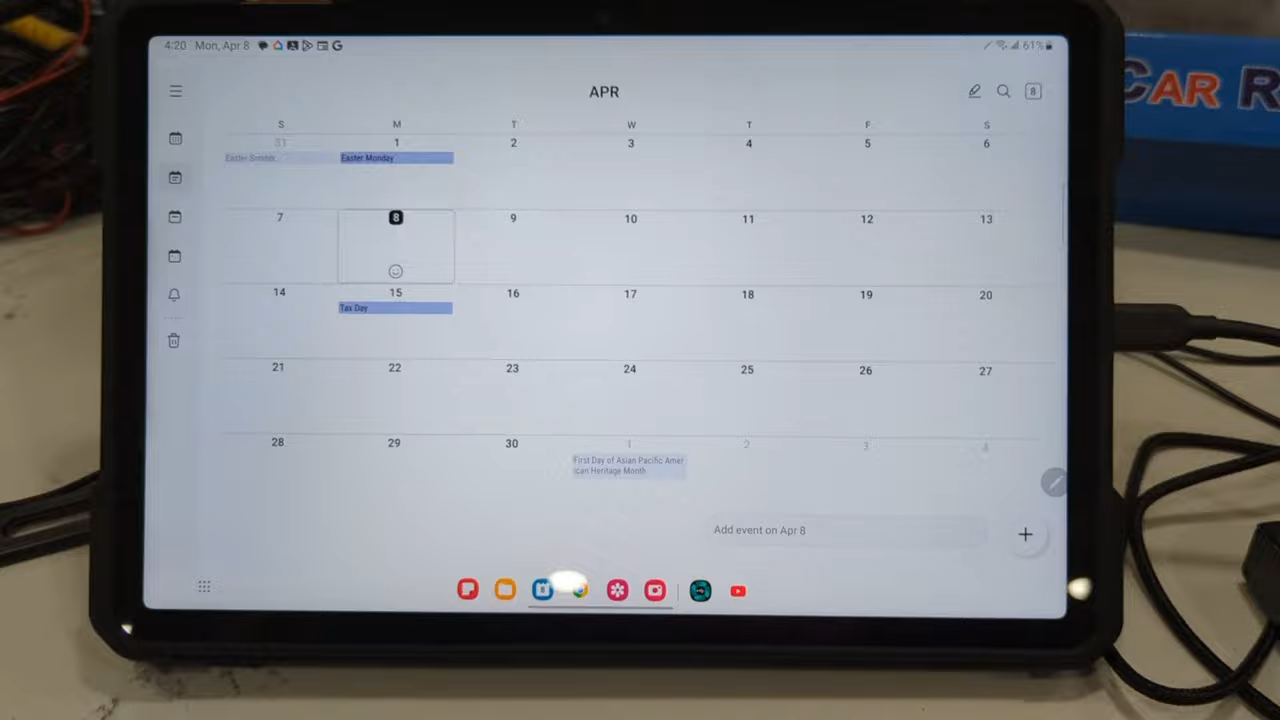 4:20 Mon, Apr 8
61%
CAR R
APR
8
S M T W T F S
31 1 2 3 4 5 6
Easter Monday
7 8 9 10 11 12 13
14 15 16 17 18 19 20
Tax Day
21 22 23 24 25 26 27
28 29 30 1 2 3 4
First Day of Asian Pacific Amer
ican Heritage Month
Add event on Apr 8